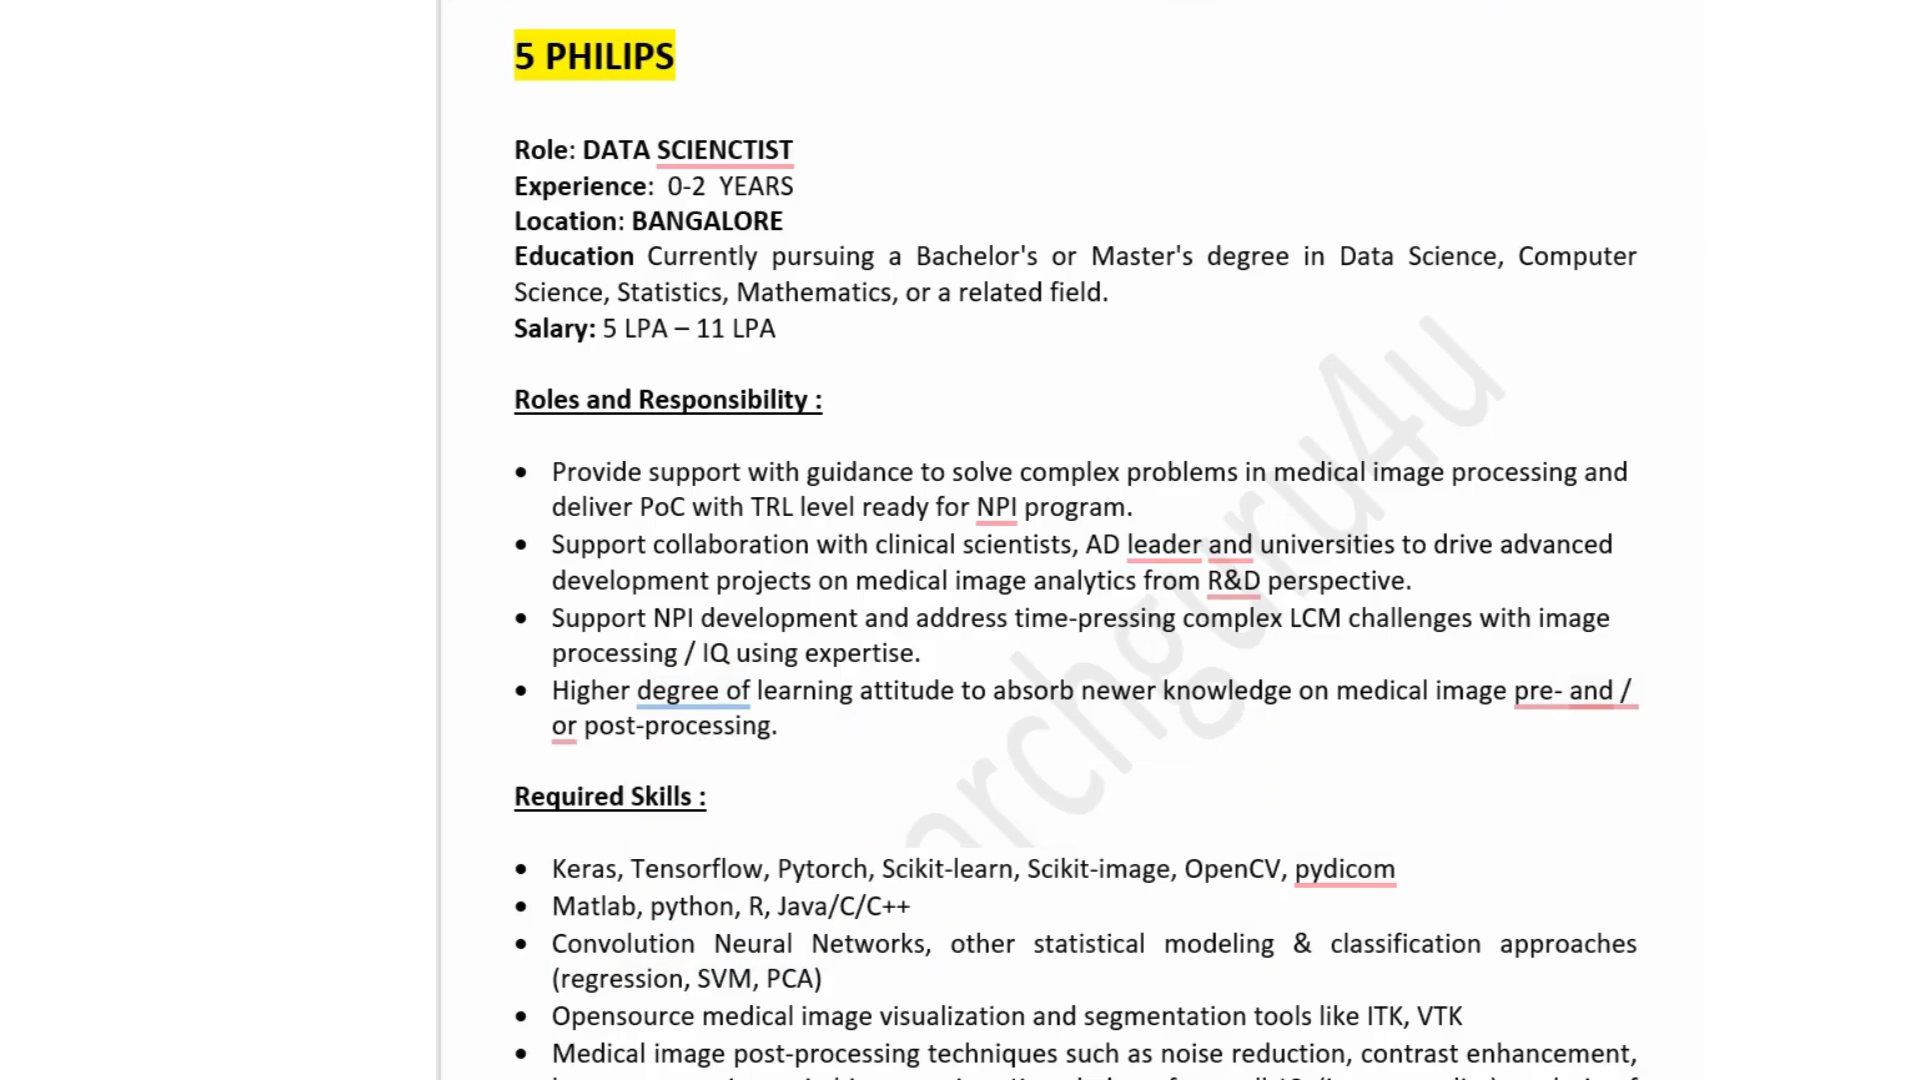 5 PHILIPS
Role: DATA SCIENCTIST
Experience: 0-2 YEARS
Location: BANGALORE
Education Currently pursuing a Bachelor's or Master's degree in Data Science, Computer
Science, Statistics, Mathematics, or a related field.
Salary: 5 LPA – 11 LPA
Roles and Responsibility :
• Provide support with guidance to solve complex problems in medical image processing and
deliver PoC with TRL level ready for NPI program.
• Support collaboration with clinical scientists, AD leader and universities to drive advanced
development projects on medical image analytics from R&D perspective.
• Support NPI development and address time-pressing complex LCM challenges with image
processing / IQ using expertise.
• Higher degree of learning attitude to absorb newer knowledge on medical image pre- and /
or post-processing.
Required Skills :
• Keras, Tensorflow, Pytorch, Scikit-learn, Scikit-image, OpenCV, pydicom
• Matlab, python, R, Java/C/C++
• Convolution Neural Networks, other statistical modeling & classification approaches
(regression, SVM, PCA)
• Opensource medical image visualization and segmentation tools like ITK, VTK
• Medical image post-processing techniques such as noise reduction, contrast enhancement,
archguru4u